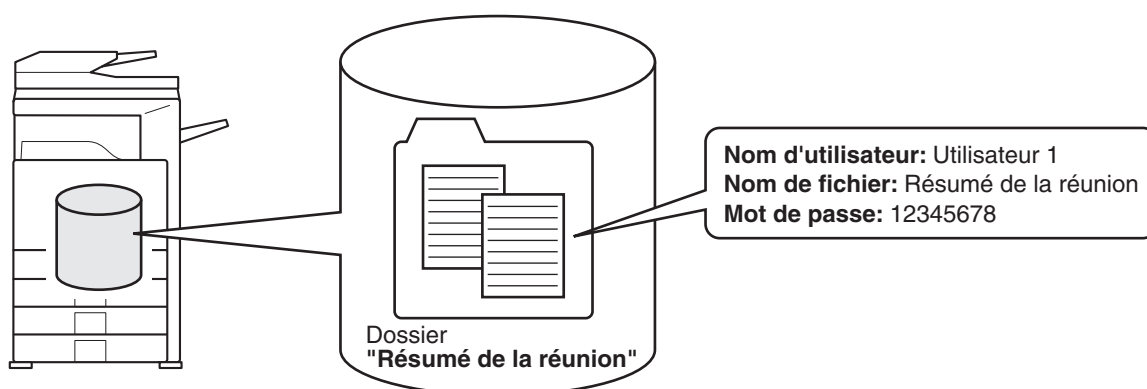 Nom d'utilisateur: Utilisateur 1
Nom de fichier: Résumé de la réunion
Mot de passe: 12345678
Dossier
"Résumé de la réunion"